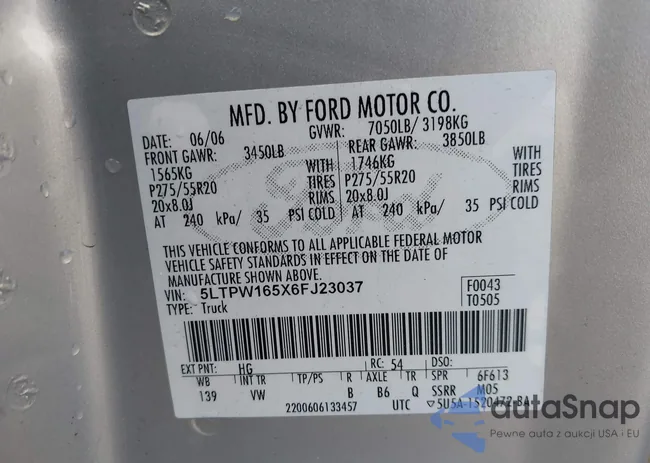 MFD. BY FORD MOTOR CO.
DATE: 06/06 GVWR: 7050LB/ 3198KG
FRONT GAWR: 3450LB REAR GAWR: 3850LB
1565KG WITH 1746KG WITH
P275/55R20 TIRES P275/55R20 TIRES
20x8.0J RIMS 20x8.0J RIMS
AT 240 kPa/ 35 PSI COLD AT 240 kPa/ 35 PSI COLD
Ford
THIS VEHICLE CONFORMS TO ALL APPLICABLE FEDERAL MOTOR
VEHICLE SAFETY STANDARDS IN EFFECT ON THE DATE OF
MANUFACTURE SHOWN ABOVE.
VIN: 5LTPW165X6FJ23037 F0043
TYPE: Truck T0505
EXT PNT: HG RC: 54 DSO:
WB INT TR TP/PS R AXLE TR SPR 6F613
139 VW B B6 Q SSRR M05
2200606133457 UTC ▽5U5A-1520472-BA
autoSnap
Pewne auta z aukcji USA i EU